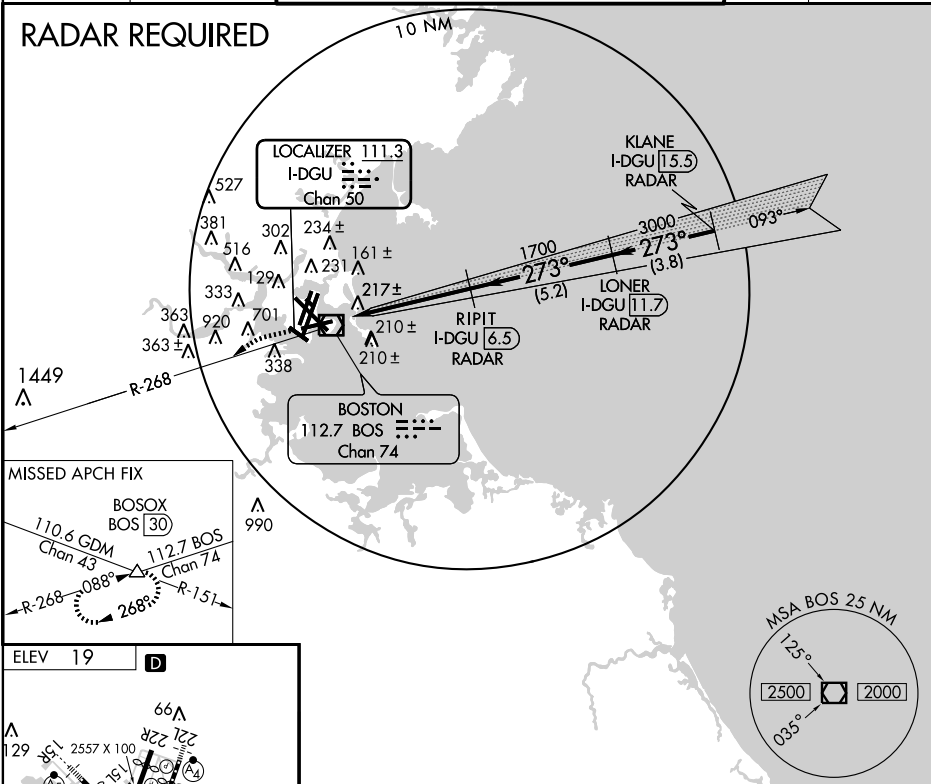 RADAR REQUIRED
10 NM
LOCALIZER 111.3
I-DGU
Chan 50
KLANE
I-DGU 15.5
RADAR
527
381
516
302
234 ±
231
161 ±
129
333
217 ±
363
920
701
363 ±
338
210 ±
210 ±
1700
3000
093°
273°
273°
(5.2)
(3.8)
LONER
I-DGU 11.7
RADAR
RIPIT
I-DGU 6.5
RADAR
1449
R-268
BOSTON
112.7 BOS
Chan 74
MISSED APCH FIX
BOSOX
BOS 30
110.6 GDM
Chan 43
112.7 BOS
Chan 74
R-268
088°
R-151
268°
990
MSA BOS 25 NM
125°
2500
2000
035°
ELEV 19
D
66
129
15R
2557 X 100
15L
22R
22L
A4